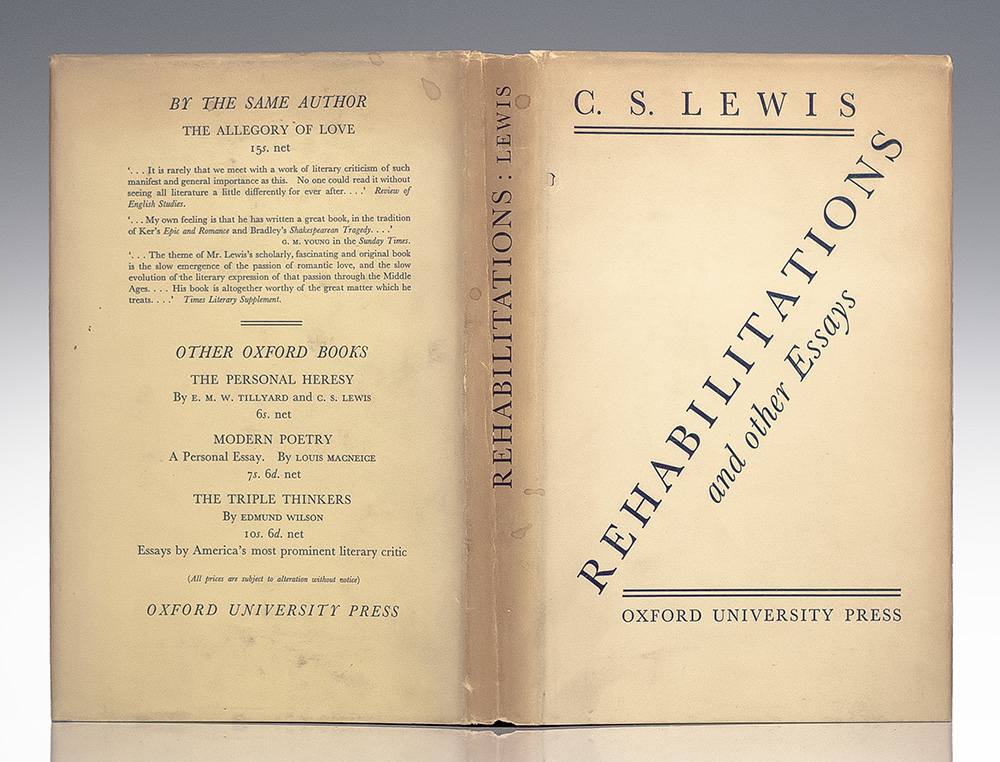 BY THE SAME AUTHOR
THE ALLEGORY OF LOVE
15s. net
'. . . It is rarely that we meet with a work of literary criticism of such
manifest and general importance as this. No one could read it without
seeing all literature a little differently for ever after. . . .' Review of
English Studies.
'. . . My own feeling is that he has written a great book, in the tradition
of Ker's Epic and Romance and Bradley's Shakespearean Tragedy. . . .'
G. M. YOUNG in the Sunday Times.
'. . . The theme of Mr. Lewis's scholarly, fascinating and original book
is the slow emergence of the passion of romantic love, and the slow
evolution of the literary expression of that passion through the Middle
Ages. . . . His book is altogether worthy of the great matter which he
treats. . . .' Times Literary Supplement.
OTHER OXFORD BOOKS
THE PERSONAL HERESY
By E. M. W. TILLYARD and C. S. LEWIS
6s. net
MODERN POETRY
A Personal Essay. By LOUIS MACNEICE
7s. 6d. net
THE TRIPLE THINKERS
By EDMUND WILSON
10s. 6d. net
Essays by America's most prominent literary critic
(All prices are subject to alteration without notice)
OXFORD UNIVERSITY PRESS
REHABILITATIONS : LEWIS
C. S. LEWIS
REHABILITATIONS
and other Essays
OXFORD UNIVERSITY PRESS